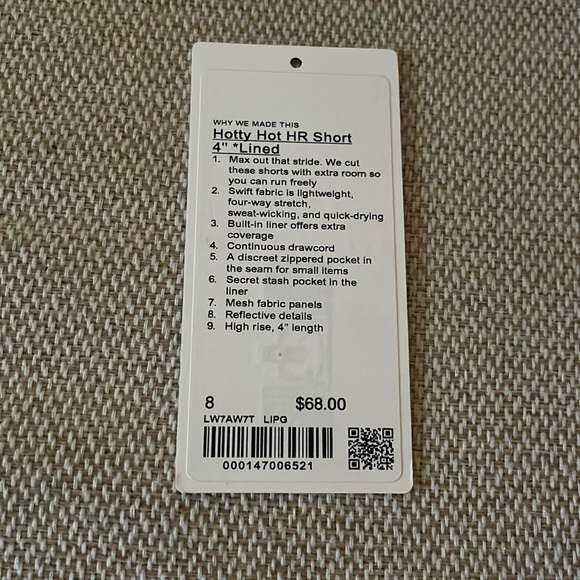 WHY WE MADE THIS
Hotty Hot HR Short
4" *Lined
1. Max out that stride. We cut
these shorts with extra room so
you can run freely
2. Swift fabric is lightweight,
four-way stretch,
sweat-wicking, and quick-drying
3. Built-in liner offers extra
coverage
4. Continuous drawcord
5. A discreet zippered pocket in
the seam for small items
6. Secret stash pocket in the
liner
7. Mesh fabric panels
8. Reflective details
9. High rise, 4" length
8 $68.00
LW7AW7T LIPG
000147006521